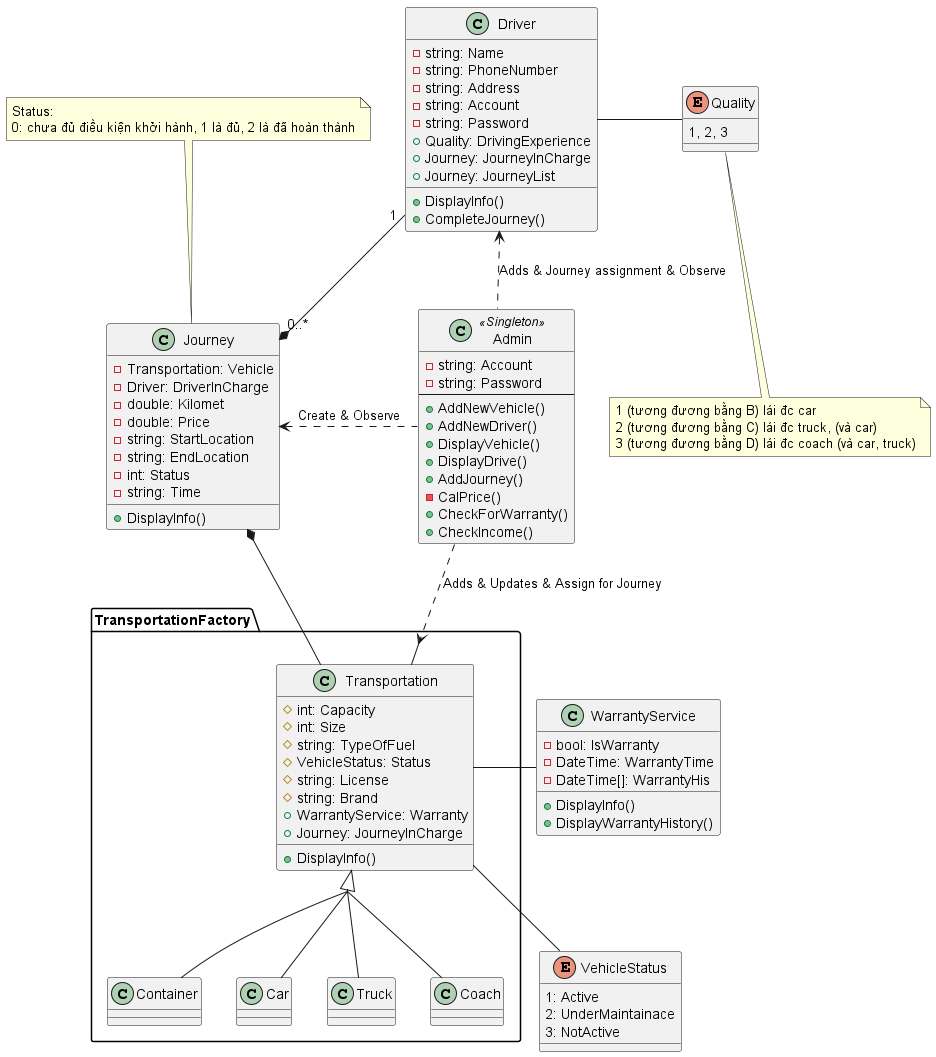 C Driver
string: Name
string: PhoneNumber
string: Address
string: Account
string: Password
Quality: DrivingExperience
Journey: JourneyInCharge
Journey: JourneyList
DisplayInfo()
CompleteJourney()
E Quality
1, 2, 3
Status:
0: chưa đủ điều kiện khởi hành, 1 là đủ, 2 là đã hoàn thành
1
0..*
Adds & Journey assignment & Observe
C Journey
Transportation: Vehicle
Driver: DriverInCharge
double: Kilomet
double: Price
string: StartLocation
string: EndLocation
int: Status
string: Time
DisplayInfo()
Create & Observe
C «Singleton»
Admin
string: Account
string: Password
AddNewVehicle()
AddNewDriver()
DisplayVehicle()
DisplayDrive()
AddJourney()
CalPrice()
CheckForWarranty()
CheckIncome()
1 (tương đương bằng B) lái đc car
2 (tương đương bằng C) lái đc truck, (và car)
3 (tương đương bằng D) lái đc coach (và car, truck)
Adds & Updates & Assign for Journey
TransportationFactory
C Transportation
int: Capacity
int: Size
string: TypeOfFuel
VehicleStatus: Status
string: License
string: Brand
WarrantyService: Warranty
Journey: JourneyInCharge
DisplayInfo()
C WarrantyService
bool: IsWarranty
DateTime: WarrantyTime
DateTime[]: WarrantyHis
DisplayInfo()
DisplayWarrantyHistory()
C Container
C Car
C Truck
C Coach
E VehicleStatus
1: Active
2: UnderMaintainace
3: NotActive